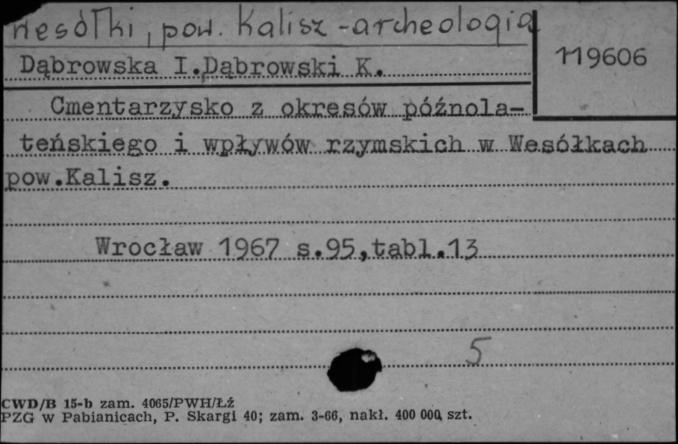 Wesółki, pow. Kalisz - archeologia
119606
Dąbrowska I. Dąbrowski K.
Cmentarzysko z okresów późnola-
teńskiego i wpływów rzymskich w Wesółkach
pow.Kalisz.
Wrocław 1967 s.95,tabl.13
5
CWD/B 15-b zam. 4065/PWH/Łź
PZG w Pabianicach, P. Skargi 40; zam. 3-66, nakł. 400 000 szt.